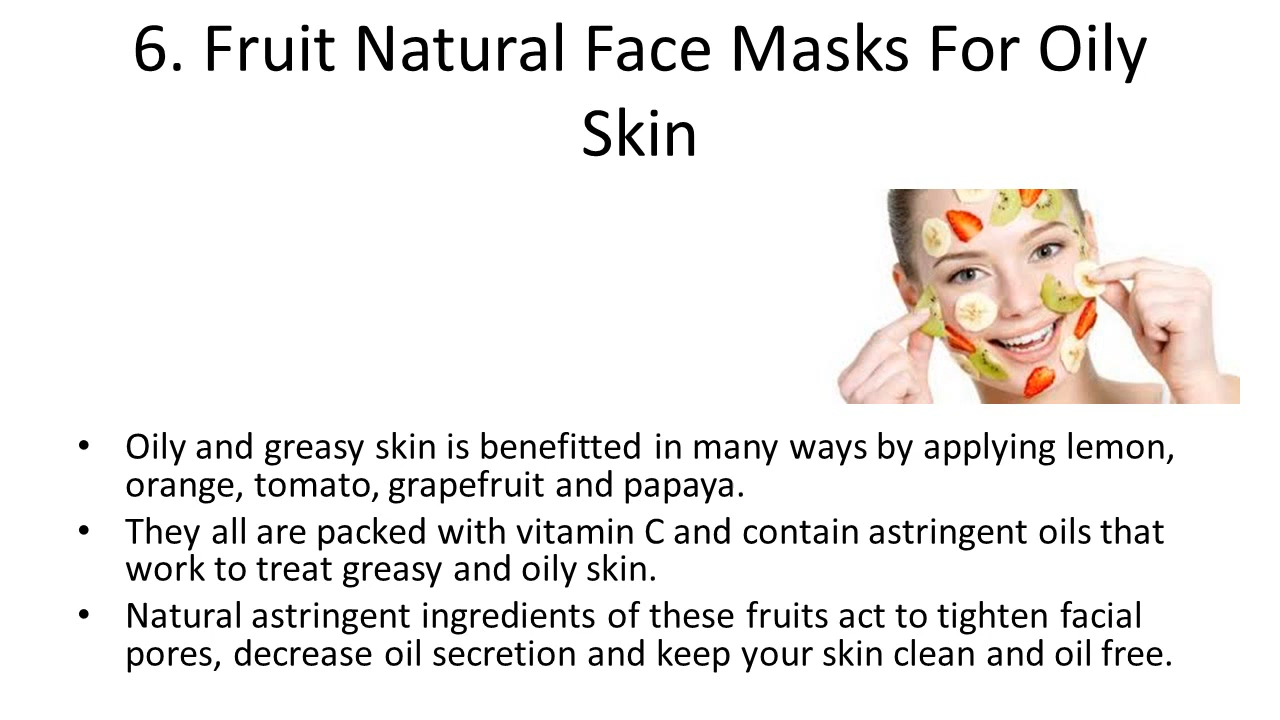 6. Fruit Natural Face Masks For Oily
Skin
• Oily and greasy skin is benefitted in many ways by applying lemon,
orange, tomato, grapefruit and papaya.
• They all are packed with vitamin C and contain astringent oils that
work to treat greasy and oily skin.
• Natural astringent ingredients of these fruits act to tighten facial
pores, decrease oil secretion and keep your skin clean and oil free.